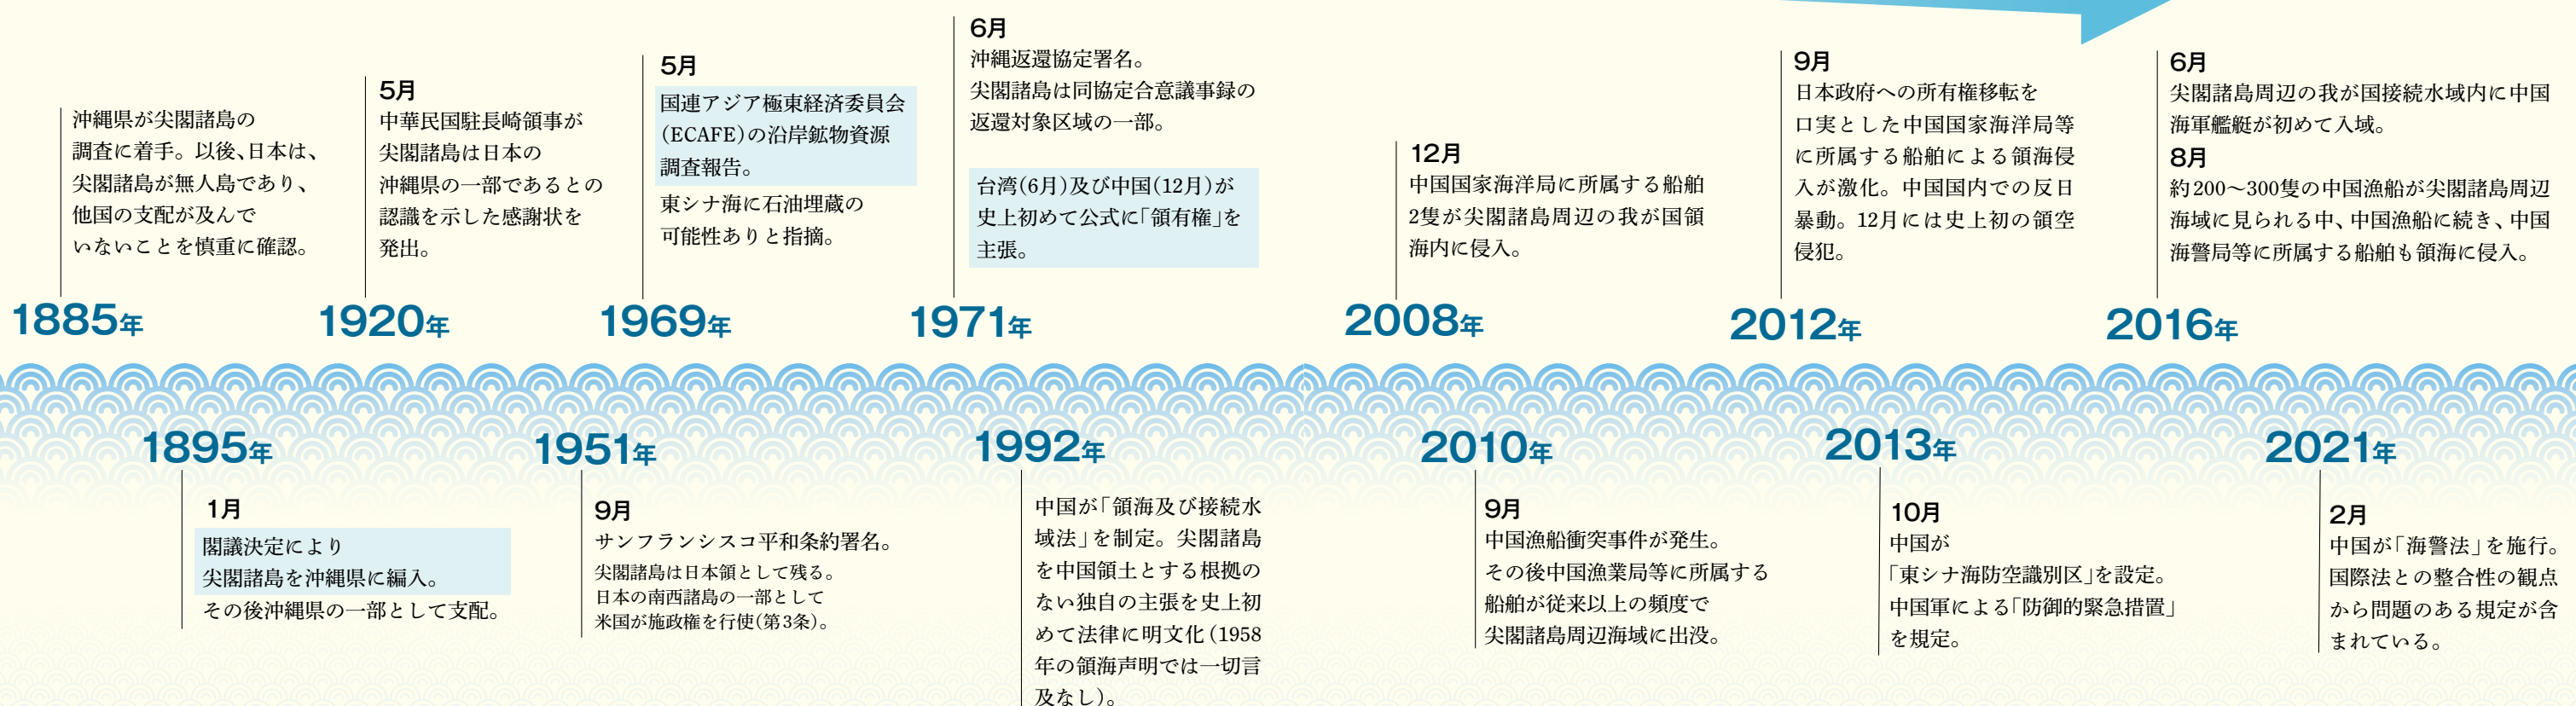 沖縄県が尖閣諸島の
調査に着手。以後、日本は、
尖閣諸島が無人島であり、
他国の支配が及んで
いないことを慎重に確認。
1885年
5月
中華民国駐長崎領事が
尖閣諸島は日本の
沖縄県の一部であるとの
認識を示した感謝状を
発出。
1920年
5月
国連アジア極東経済委員会
(ECAFE)の沿岸鉱物資源
調査報告。
東シナ海に石油埋蔵の
可能性ありと指摘。
1969年
6月
沖縄返還協定署名。
尖閣諸島は同協定合意議事録の
返還対象区域の一部。
台湾(6月)及び中国(12月)が
史上初めて公式に「領有権」を
主張。
1971年
12月
中国国家海洋局に所属する船舶
2隻が尖閣諸島周辺の我が国領
海内に侵入。
2008年
9月
日本政府への所有権移転を
口実とした中国国家海洋局等
に所属する船舶による領海侵
入が激化。中国国内での反日
暴動。12月には史上初の領空
侵犯。
2012年
6月
尖閣諸島周辺の我が国接続水域内に中国
海軍艦艇が初めて入域。
8月
約200〜300隻の中国漁船が尖閣諸島周辺
海域に見られる中、中国漁船に続き、中国
海警局等に所属する船舶も領海に侵入。
2016年
1895年
1月
閣議決定により
尖閣諸島を沖縄県に編入。
その後沖縄県の一部として支配。
1951年
9月
サンフランシスコ平和条約署名。
尖閣諸島は日本領として残る。
日本の南西諸島の一部として
米国が施政権を行使(第3条)。
1992年
中国が「領海及び接続水
域法」を制定。尖閣諸島
を中国領土とする根拠の
ない独自の主張を史上初
めて法律に明文化(1958
年の領海声明では一切言
及なし)。
2010年
9月
中国漁船衝突事件が発生。
その後中国漁業局等に所属する
船舶が従来以上の頻度で
尖閣諸島周辺海域に出没。
2013年
10月
中国が
「東シナ海防空識別区」を設定。
中国軍による「防御的緊急措置」
を規定。
2021年
2月
中国が「海警法」を施行。
国際法との整合性の観点
から問題のある規定が含
まれている。